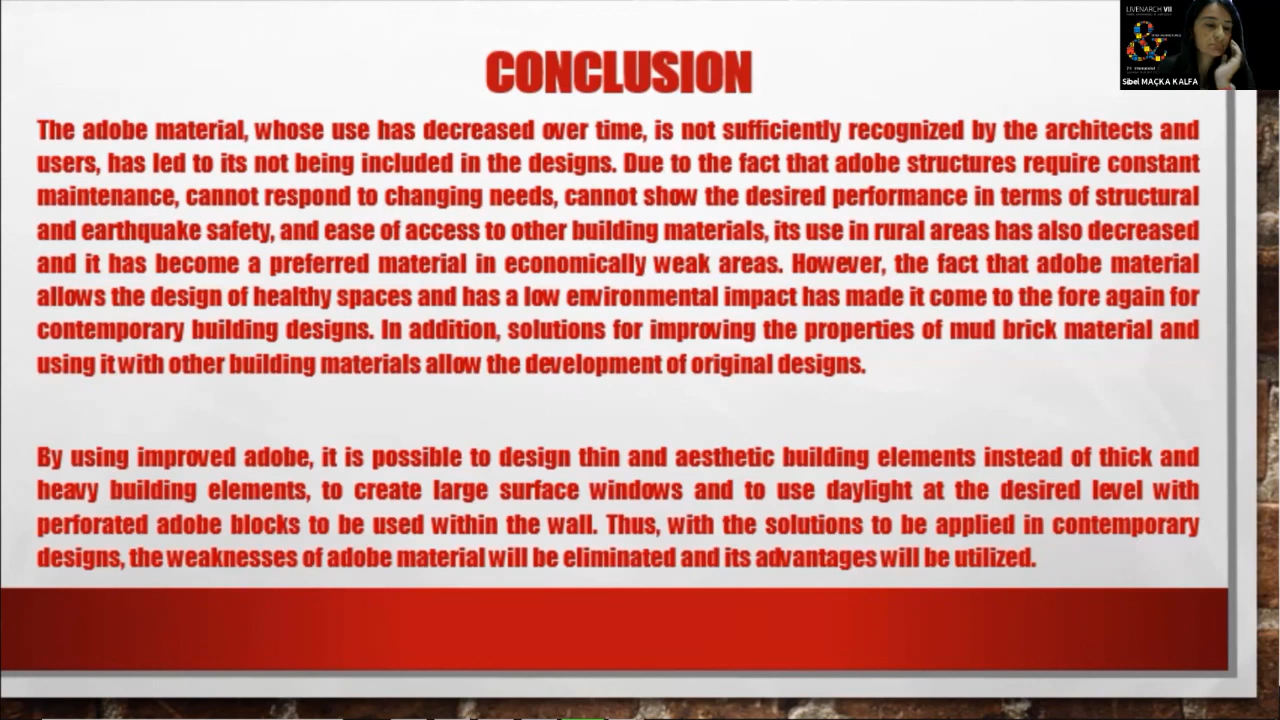 LIVENARCH VII
Sibel MAÇKA KALFA
CONCLUSION
The adobe material, whose use has decreased over time, is not sufficiently recognized by the architects and
users, has led to its not being included in the designs. Due to the fact that adobe structures require constant
maintenance, cannot respond to changing needs, cannot show the desired performance in terms of structural
and earthquake safety, and ease of access to other building materials, its use in rural areas has also decreased
and it has become a preferred material in economically weak areas. However, the fact that adobe material
allows the design of healthy spaces and has a low environmental impact has made it come to the fore again for
contemporary building designs. In addition, solutions for improving the properties of mud brick material and
using it with other building materials allow the development of original designs.
By using improved adobe, it is possible to design thin and aesthetic building elements instead of thick and
heavy building elements, to create large surface windows and to use daylight at the desired level with
perforated adobe blocks to be used within the wall. Thus, with the solutions to be applied in contemporary
designs, the weaknesses of adobe material will be eliminated and its advantages will be utilized.